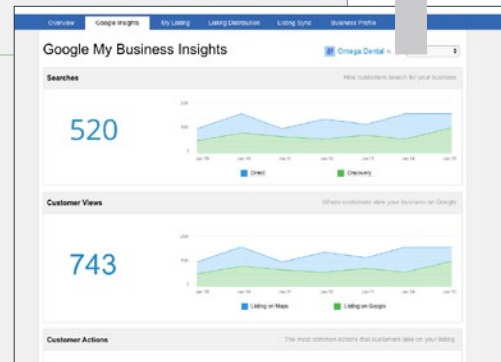 Overview Google Insights My Listing Listing Distribution Listing Sync Business Profile
Google My Business Insights
Omega Dental ×
Searches How customers search for your business
520
Direct Discovery
Customer Views Where customers view your business on Google
743
Listing on Maps Listing on Google
Customer Actions The most common actions that customers take on your listing